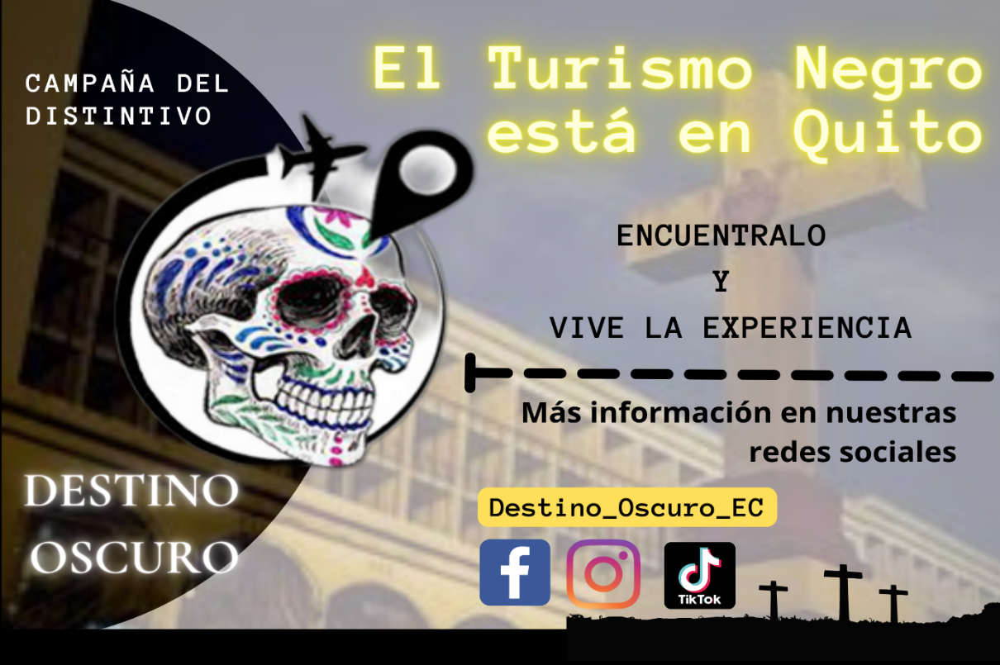 CAMPAÑA DEL
DISTINTIVO
El Turismo Negro
está en Quito
ENCUENTRALO
Y
VIVE LA EXPERIENCIA
Más información en nuestras
redes sociales
DESTINO
OSCURO
Destino_Oscuro_EC
TikTok